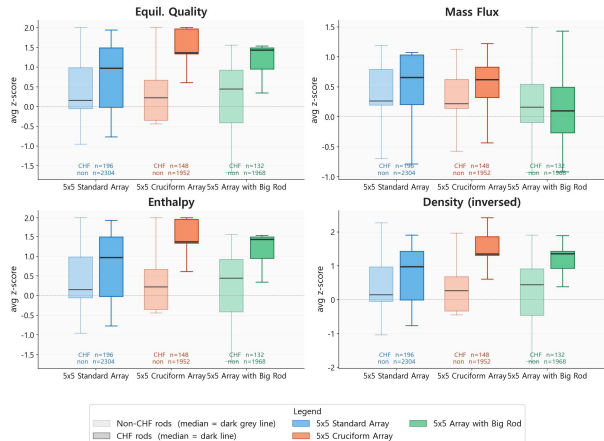 Equil. Quality
Mass Flux
avg z-score
2.0
1.5
1.0
0.5
0.0
-0.5
-1.0
-1.5
CHF n=196
non n=2304
CHF n=148
non n=1952
CHF n=132
non n=1968
5x5 Standard Array 5x5 Cruciform Array 5x5 Array with Big Rod
avg z-score
1.5
1.0
0.5
0.0
-0.5
-1.0
CHF n=196
non n=2304
CHF n=148
non n=1952
CHF n=132
non n=1968
5x5 Standard Array 5x5 Cruciform Array 5x5 Array with Big Rod
Enthalpy
Density (inversed)
avg z-score
2.0
1.5
1.0
0.5
0.0
-0.5
-1.0
-1.5
CHF n=196
non n=2304
CHF n=148
non n=1952
CHF n=132
non n=1968
5x5 Standard Array 5x5 Cruciform Array 5x5 Array with Big Rod
avg z-score
2
1
0
-1
-2
CHF n=196
non n=2304
CHF n=148
non n=1952
CHF n=132
non n=1968
5x5 Standard Array 5x5 Cruciform Array 5x5 Array with Big Rod
Legend
Non-CHF rods (median = dark grey line)
CHF rods (median = dark line)
5x5 Standard Array
5x5 Cruciform Array
5x5 Array with Big Rod